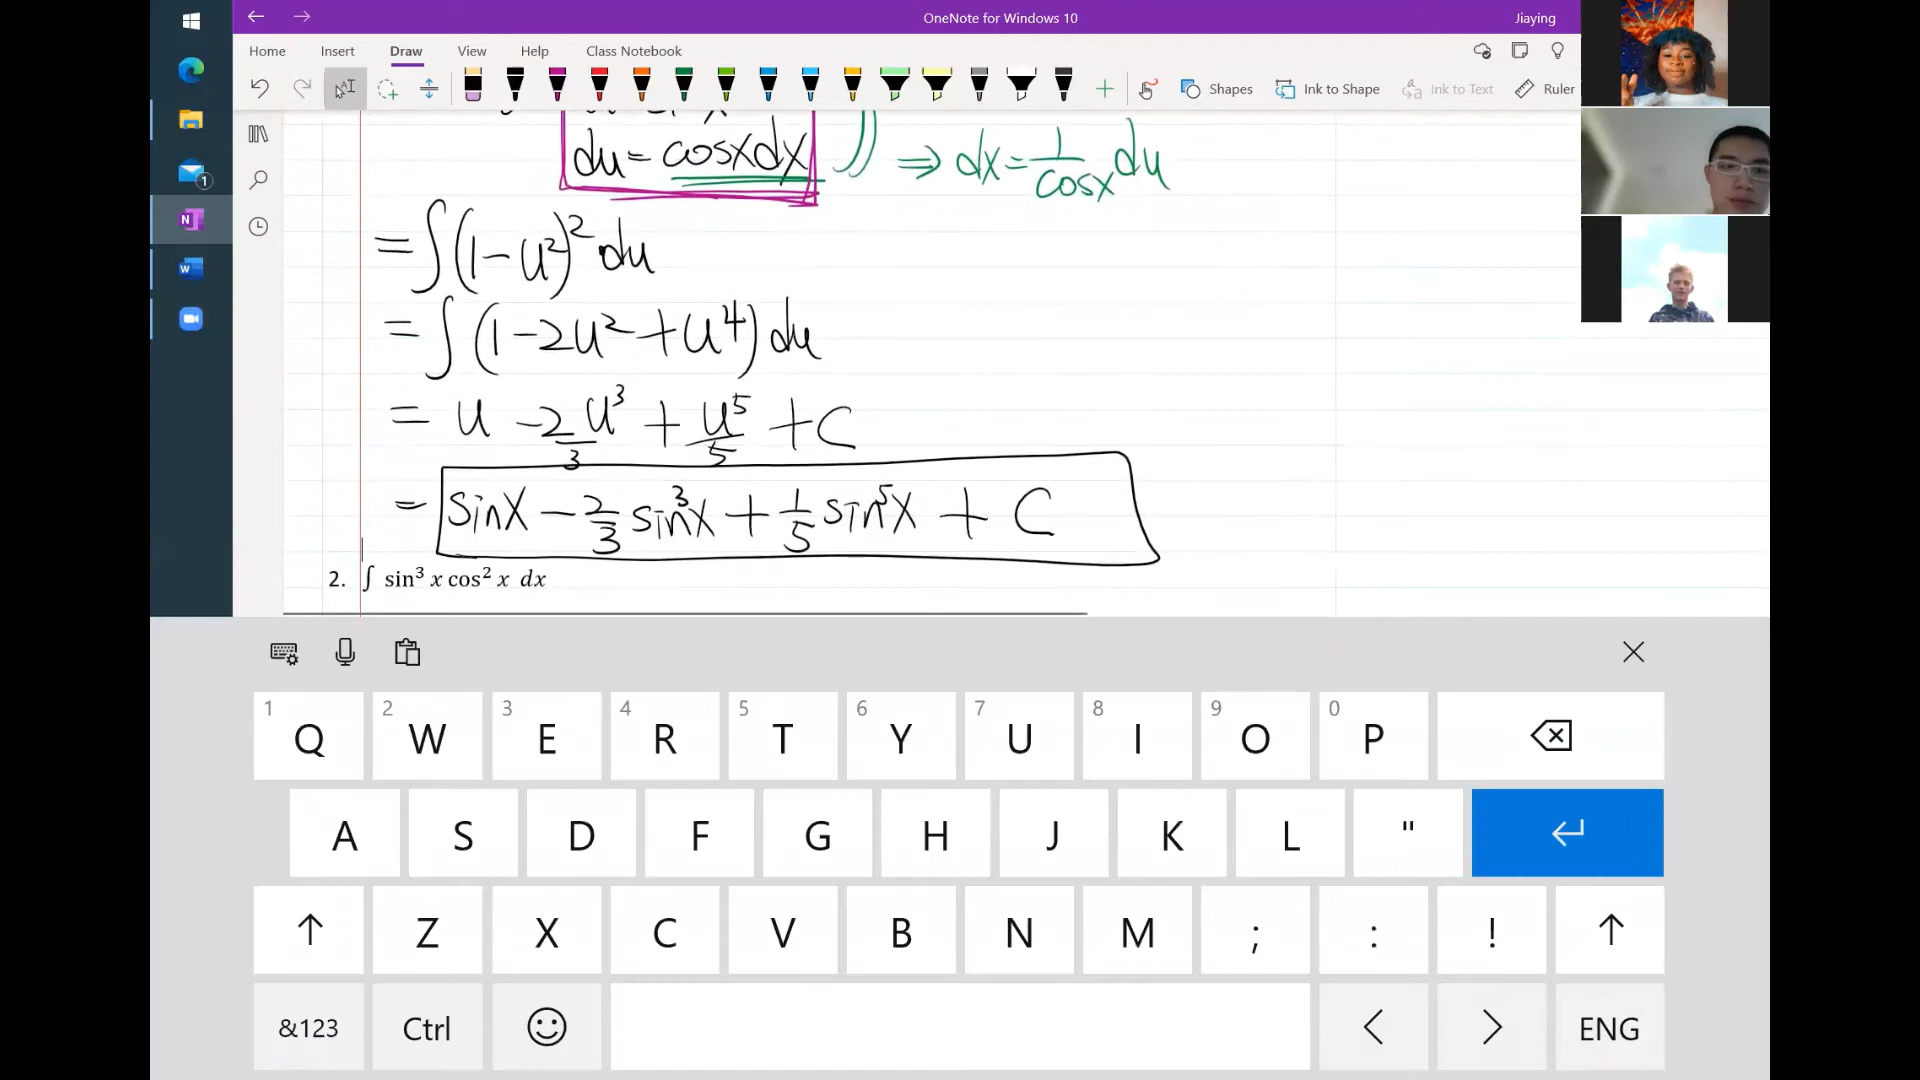 OneNote for Windows 10
Jiaying
Home Insert Draw View Help Class Notebook
Shapes Ink to Shape Ink to Text Ruler
du = cosxdx ⇒ dx = 1/cosx du
= ∫(1-u²)² du
= ∫(1-2u²+u⁴) du
= u - 2/3 u³ + u⁵/5 + C
= sinx - 2/3 sin³x + 1/5 sin⁵x + C
2. ∫ sin³ x cos² x dx
1 2 3 4 5 6 7 8 9 0
Q W E R T Y U I O P
A S D F G H J K L "
Z X C V B N M ; : !
&123 Ctrl ENG